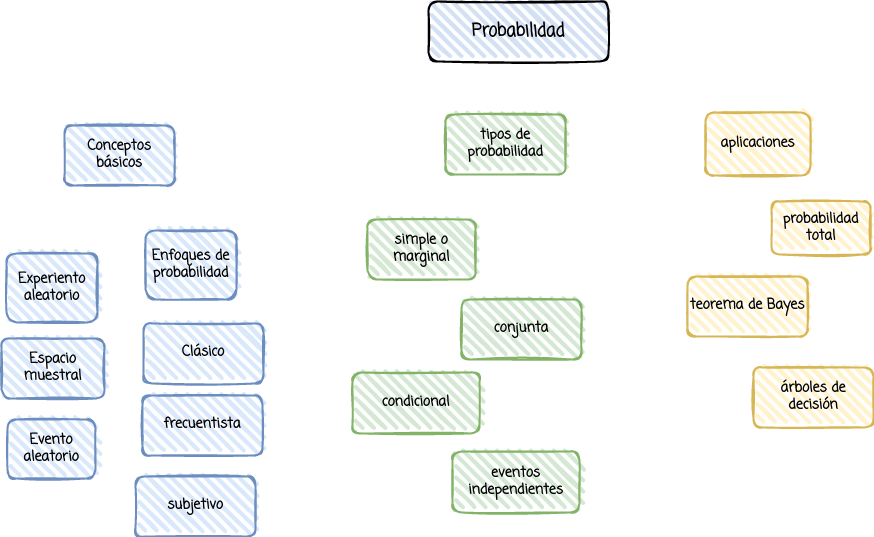 Probabilidad
Conceptos
básicos
Experiento
aleatorio
Espacio
muestral
Evento
aleatorio
Enfoques de
probabilidad
Clásico
frecuentista
subjetivo
tipos de
probabilidad
simple o
marginal
conjunta
condicional
eventos
independientes
aplicaciones
probabilidad
total
teorema de Bayes
árboles de
decisión